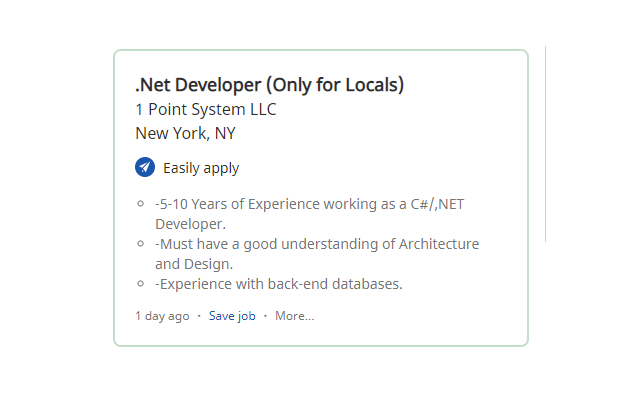 .Net Developer (Only for Locals)
1 Point System LLC
New York, NY
Easily apply
-5-10 Years of Experience working as a C#/,NET
Developer.
-Must have a good understanding of Architecture
and Design.
-Experience with back-end databases.
1 day ago · Save job · More...